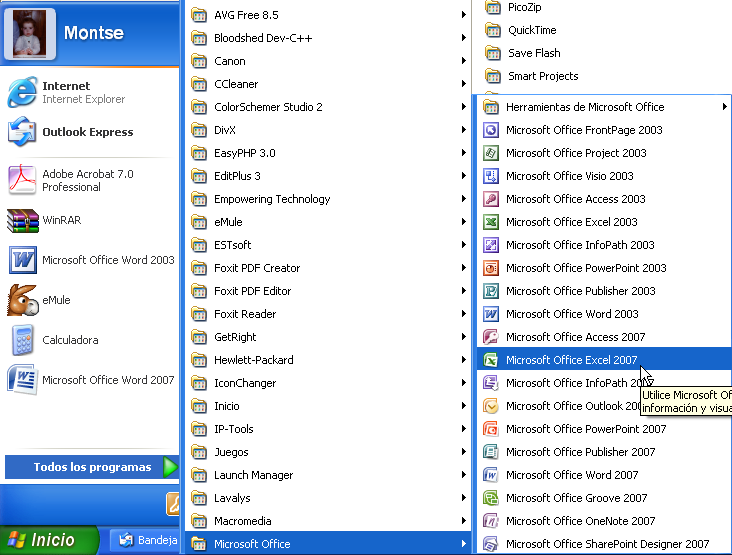 Montse
Internet
Internet Explorer
Outlook Express
Adobe Acrobat 7.0
Professional
WinRAR
Microsoft Office Word 2003
eMule
Calculadora
Microsoft Office Word 2007
Todos los programas
Inicio
Bandeja
AVG Free 8.5
Bloodshed Dev-C++
Canon
CCleaner
ColorSchemer Studio 2
DivX
EasyPHP 3.0
EditPlus 3
Empowering Technology
eMule
ESTsoft
Foxit PDF Creator
Foxit PDF Editor
Foxit Reader
GetRight
Hewlett-Packard
IconChanger
Inicio
IP-Tools
Juegos
Launch Manager
Lavalys
Macromedia
Microsoft Office
PicoZip
QuickTime
Save Flash
Smart Projects
Herramientas de Microsoft Office
Microsoft Office FrontPage 2003
Microsoft Office Project 2003
Microsoft Office Visio 2003
Microsoft Office Access 2003
Microsoft Office Excel 2003
Microsoft Office InfoPath 2003
Microsoft Office PowerPoint 2003
Microsoft Office Publisher 2003
Microsoft Office Word 2003
Microsoft Office Access 2007
Microsoft Office Excel 2007
Microsoft Office InfoPath 2007
Utilice Microsoft Of
información y visua
Microsoft Office Outlook 200
Microsoft Office PowerPoint 2007
Microsoft Office Publisher 2007
Microsoft Office Word 2007
Microsoft Office Groove 2007
Microsoft Office OneNote 2007
Microsoft Office SharePoint Designer 2007